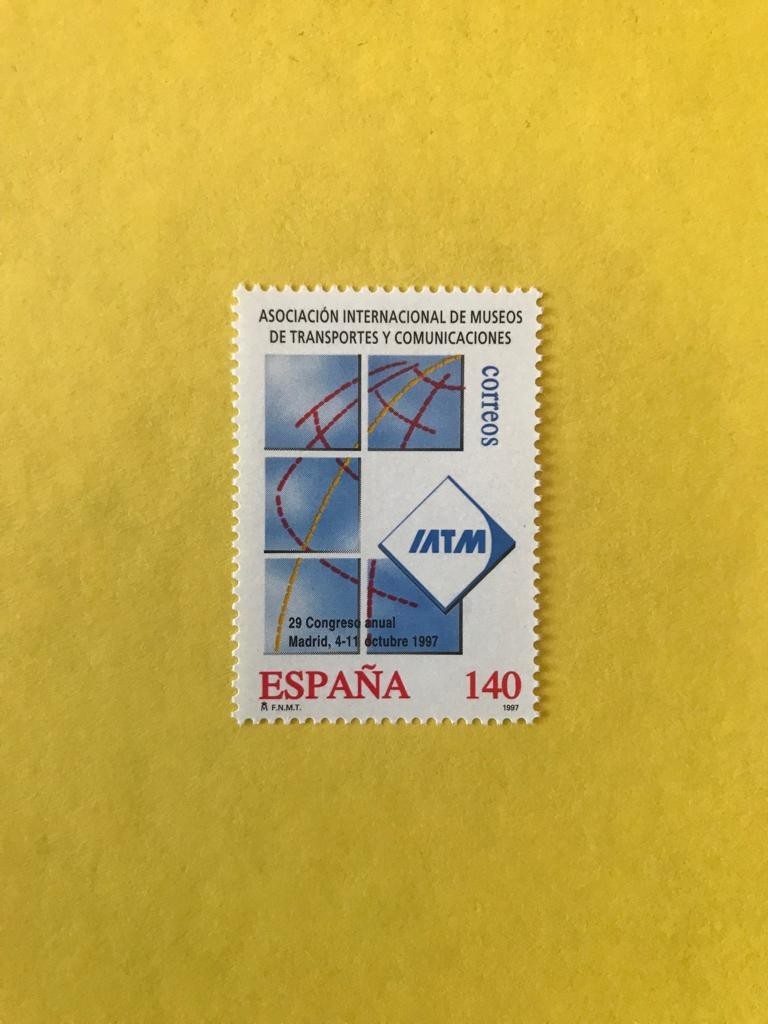 ASOCIACIÓN INTERNACIONAL DE MUSEOS
DE TRANSPORTES Y COMUNICACIONES
correos
IATM
29 Congreso anual
Madrid, 4-11 octubre 1997
ESPAÑA 140
F.N.M.T. 1997